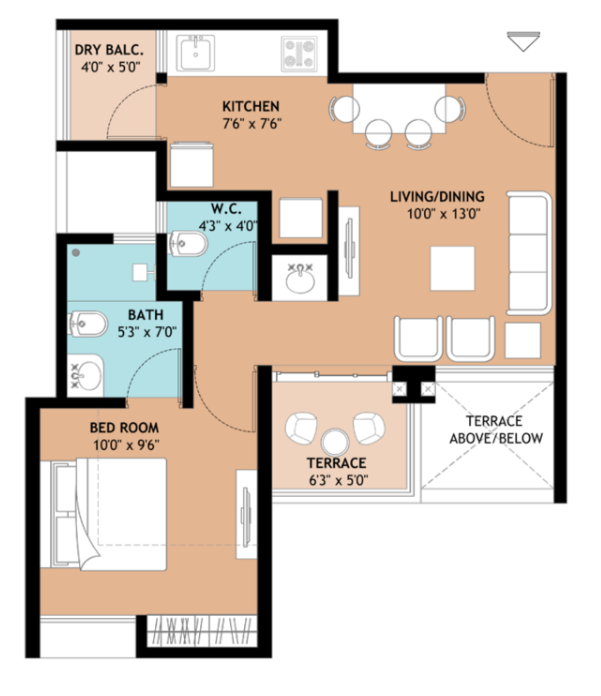 DRY BALC.
4'0" x 5'0"
KITCHEN
7'6" x 7'6"
LIVING/DINING
10'0" x 13'0"
W.C.
4'3" x 4'0"
BATH
5'3" x 7'0"
BED ROOM
10'0" x 9'6"
TERRACE
6'3" x 5'0"
TERRACE
ABOVE/BELOW